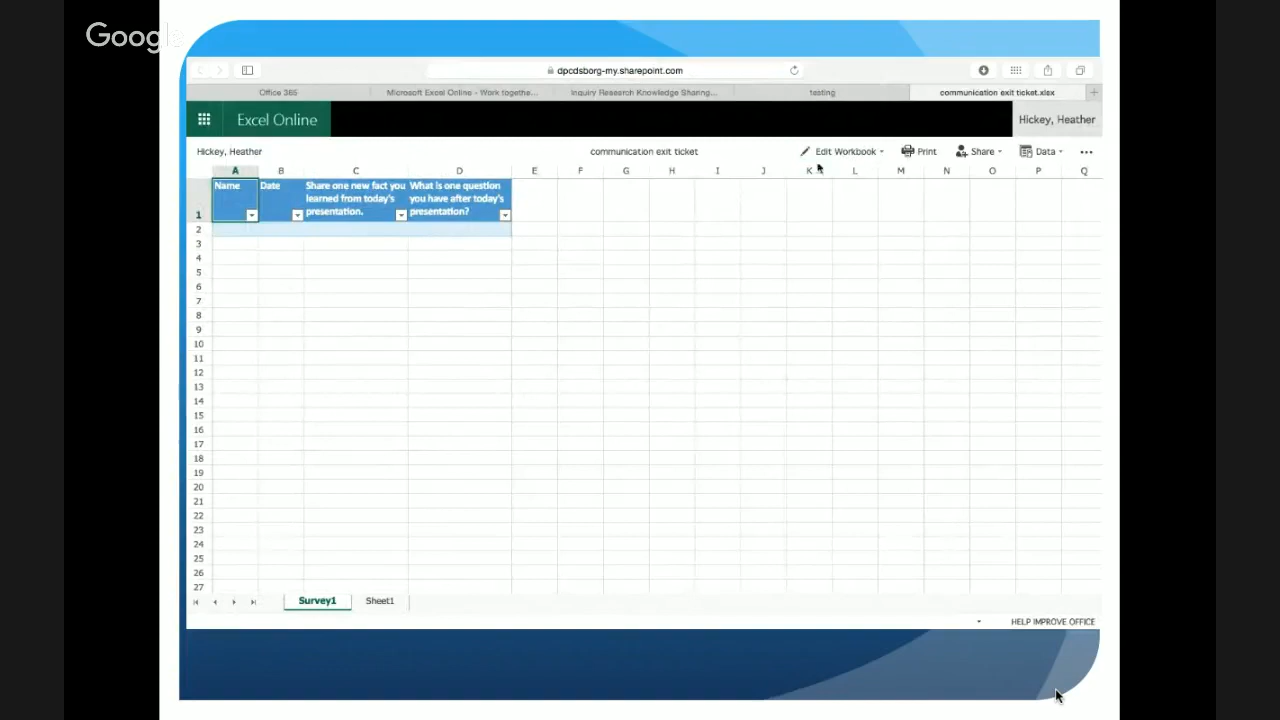 Google
dpcdsborg-my.sharepoint.com
Office 365
Microsoft Excel Online - Work togethe...
Inquiry Research Knowledge Sharing...
testing
communication exit ticket.xlsx
Excel Online
Hickey, Heather
Hickey, Heather
communication exit ticket
Edit Workbook
Print
Share
Data
A B C D E F G H I J K L M N O P Q
1
Name
Date
Share one new fact you
learned from today's
presentation.
What is one question
you have after today's
presentation?
2
3
4
5
6
7
8
9
10
11
12
13
14
15
16
17
18
19
20
21
22
23
24
25
26
27
Survey1
Sheet1
HELP IMPROVE OFFICE